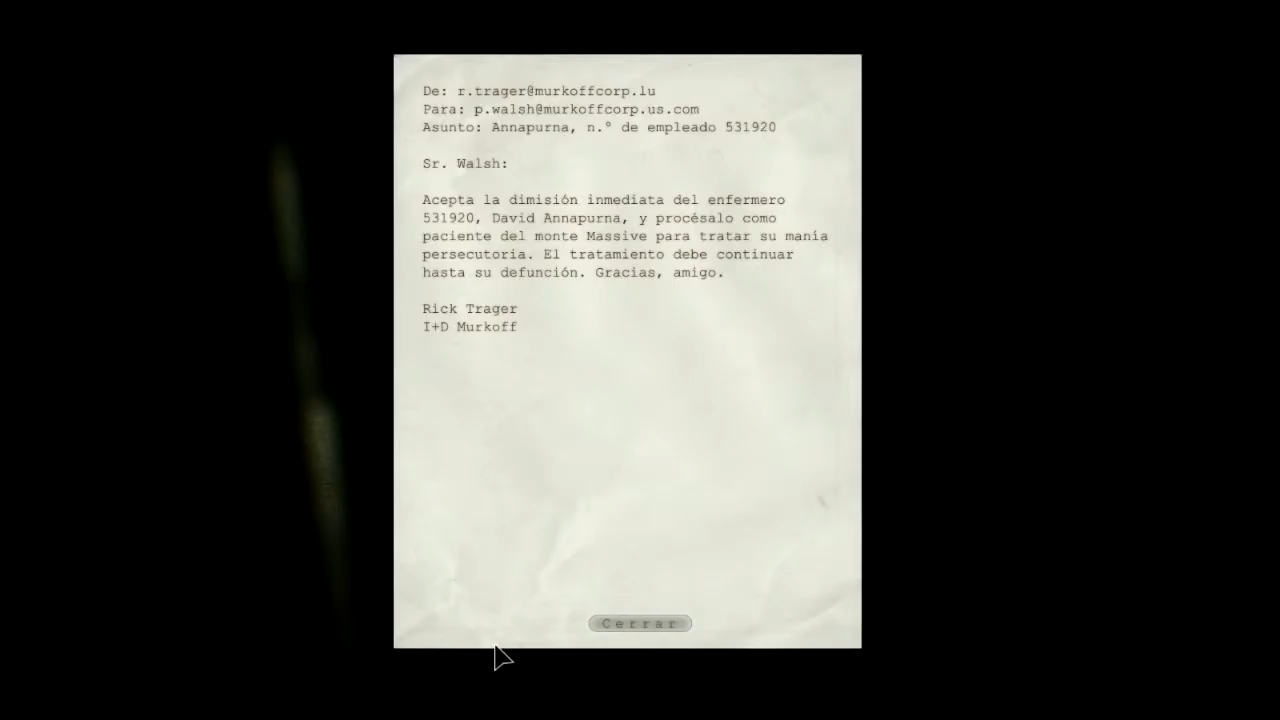 De: r.trager@murkoffcorp.lu
Para: p.walsh@murkoffcorp.us.com
Asunto: Annapurna, n.º de empleado 531920
Sr. Walsh:
Acepta la dimisión inmediata del enfermero
531920, David Annapurna, y procésalo como
paciente del monte Massive para tratar su manía
persecutoria. El tratamiento debe continuar
hasta su defunción. Gracias, amigo.
Rick Trager
I+D Murkoff
Cerrar